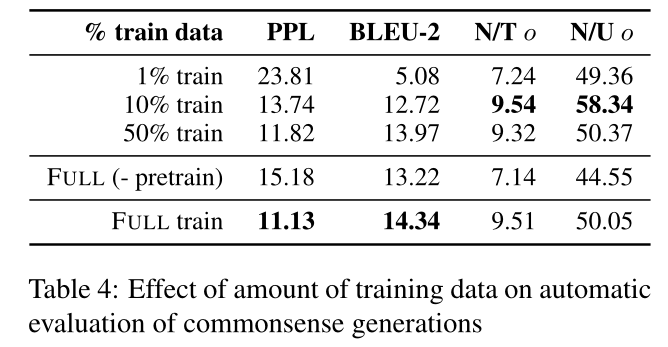 % train data PPL BLEU-2 N/T o N/U o
1% train 23.81 5.08 7.24 49.36
10% train 13.74 12.72 9.54 58.34
50% train 11.82 13.97 9.32 50.37
FULL (- pretrain) 15.18 13.22 7.14 44.55
FULL train 11.13 14.34 9.51 50.05
Table 4: Effect of amount of training data on automatic
evaluation of commonsense generations